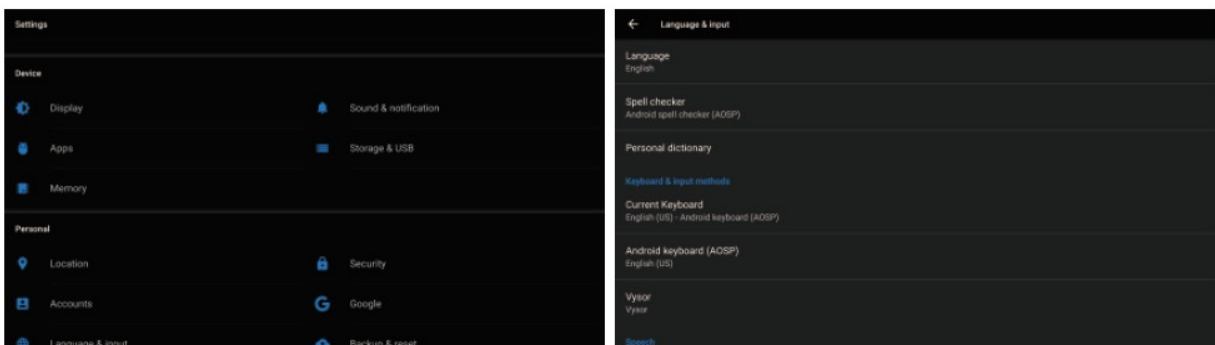 Settings
Device
Display
Sound & notification
Apps
Storage & USB
Memory
Personal
Location
Security
Accounts
Google
Language & input
Backup & reset
Language & input
Language
English
Spell checker
Android spell checker (AOSP)
Personal dictionary
Keyboard & input methods
Current Keyboard
English (US) - Android keyboard (AOSP)
Android keyboard (AOSP)
English (US)
Vysor
Vysor
Speech